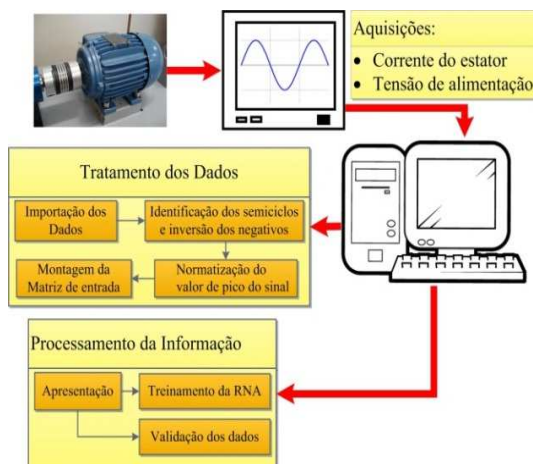 Aquisições:
• Corrente do estator
• Tensão de alimentação
Tratamento dos Dados
Importação dos
Dados
Identificação dos semiciclos
e inversão dos negativos
Montagem da
Matriz de entrada
Normatização do
valor de pico do sinal
Processamento da Informação
Apresentação
Treinamento da RNA
Validação dos dados